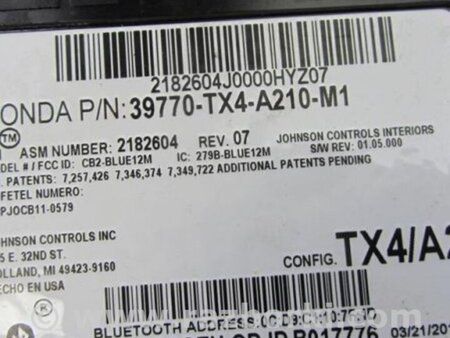 2182604J0000HYZ07
ONDA P/N: 39770-TX4-A210-M1
TM
ASM NUMBER: 2182604 REV. 07 JOHNSON CONTROLS INTERIORS
DEL # / FCC ID: CB2-BLUE12M IC: 279B-BLUE12M S/W REV.: 01.05.000
. PATENTS: 7,257,426 7,346,374 7,349,722 ADDITIONAL PATENTS PENDING
FETEL NUMERO:
PJOCB11-0579
OHNSON CONTROLS INC
5 E. 32ND ST.
OLLAND, MI 49423-9160
ECHO EN USA
CONFIG. TX4/A2
BLUETOOTH ADDRESS:
03/21/20